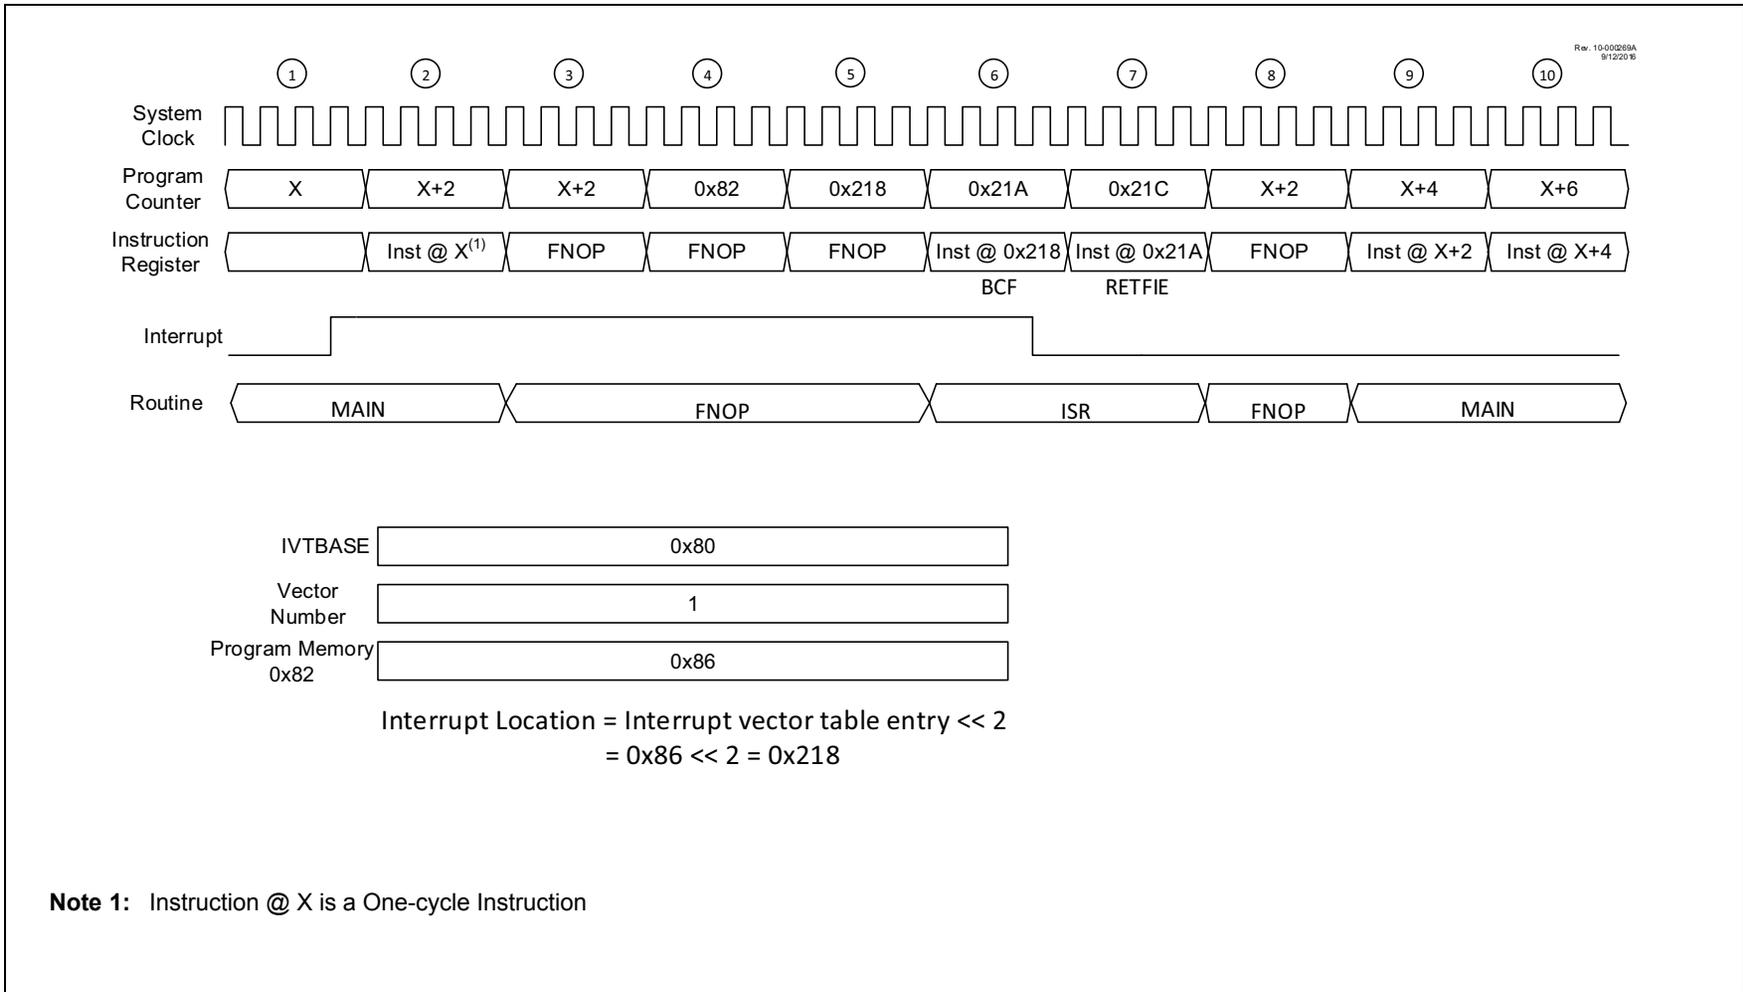 Rev. 10-000269A
9/12/2016
1 2 3 4 5 6 7 8 9 10
System
Clock
Program
Counter
X X+2 X+2 0x82 0x218 0x21A 0x21C X+2 X+4 X+6
Instruction
Register
Inst @ X(1) FNOP FNOP FNOP Inst @ 0x218 Inst @ 0x21A FNOP Inst @ X+2 Inst @ X+4
BCF RETFIE
Interrupt
Routine MAIN FNOP ISR FNOP MAIN
IVTBASE 0x80
Vector
Number
1
Program Memory
0x82
0x86
Interrupt Location = Interrupt vector table entry << 2
= 0x86 << 2 = 0x218
Note 1: Instruction @ X is a One-cycle Instruction